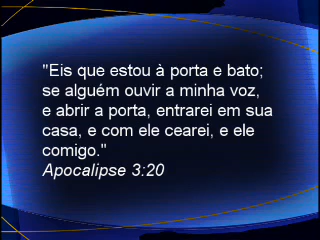 "Eis que estou à porta e bato;
se alguém ouvir a minha voz,
e abrir a porta, entrarei em sua
casa, e com ele cearei, e ele
comigo."
Apocalipse 3:20